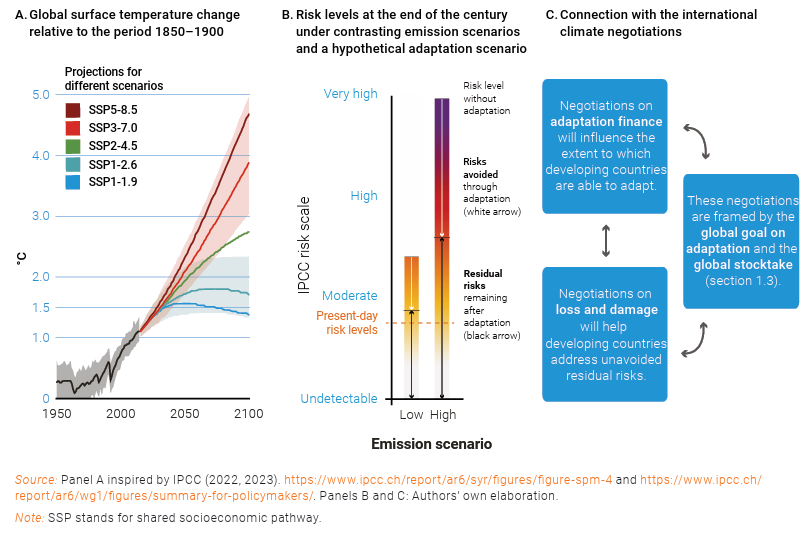 A. Global surface temperature change
relative to the period 1850–1900
Projections for
different scenarios
5.0
SSP5-8.5
SSP3-7.0
SSP2-4.5
4.0
SSP1-2.6
SSP1-1.9
3.0
°C
2.0
1.5
1.0
0
1950
2000
2050
2100
B. Risk levels at the end of the century
under contrasting emission scenarios
and a hypothetical adaptation scenario
IPCC risk scale
Very high
High
Moderate
Present-day
risk levels
Undetectable
Low
High
Emission scenario
Risk level
without
adaptation
Risks
avoided
through
adaptation
(white arrow)
Residual
risks
remaining
after
adaptation
(black arrow)
C. Connection with the international
climate negotiations
Negotiations on
adaptation finance
will influence the
extent to which
developing countries
are able to adapt.
These negotiations
are framed by the
global goal on
adaptation and the
global stocktake
(section 1.3).
Negotiations on
loss and damage
will help
developing countries
address unavoided
residual risks.
Source: Panel A inspired by IPCC (2022, 2023). https://www.ipcc.ch/report/ar6/syr/figures/figure-spm-4 and https://www.ipcc.ch/
report/ar6/wg1/figures/summary-for-policymakers/. Panels B and C: Authors' own elaboration.
Note: SSP stands for shared socioeconomic pathway.